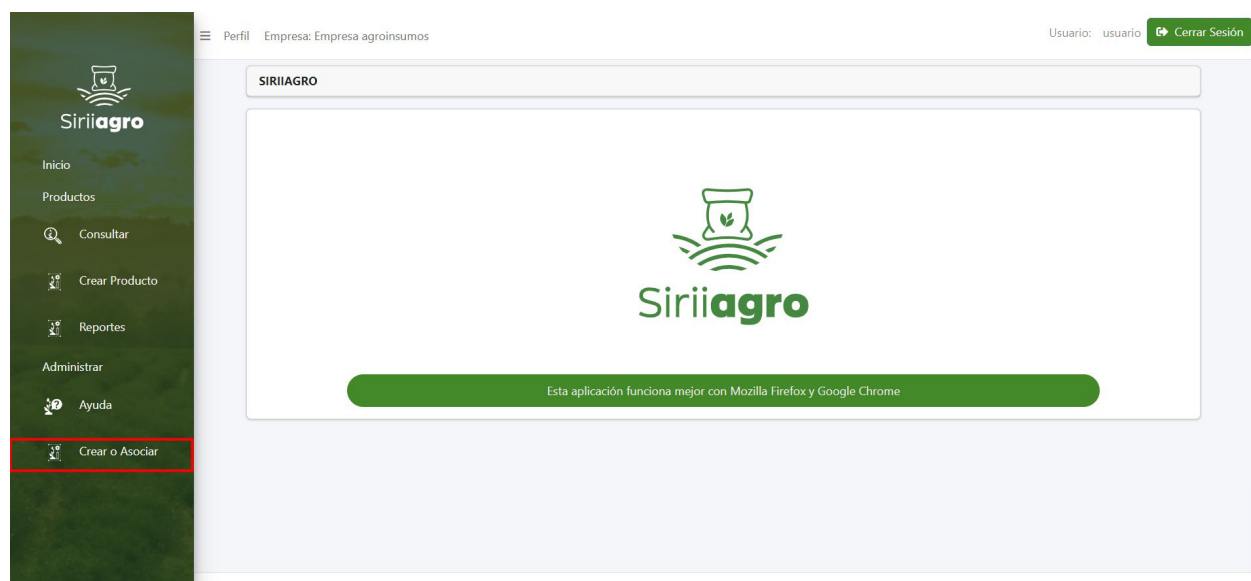 Perfil Empresa: Empresa agroinsumos Usuario: usuario Cerrar Sesión
Siriiagro
Inicio
Productos
Consultar
Crear Producto
Reportes
Administrar
Ayuda
Crear o Asociar
SIRIIAGRO
Siriiagro
Esta aplicación funciona mejor con Mozilla Firefox y Google Chrome